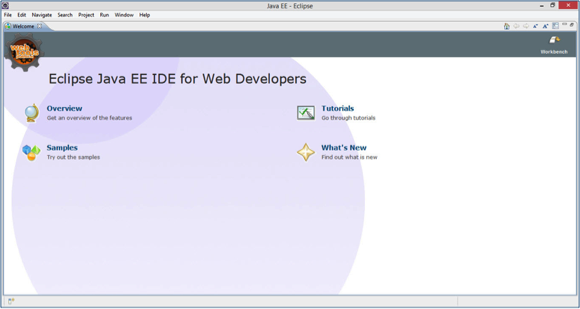 Java EE - Eclipse
File Edit Navigate Search Project Run Window Help
Welcome
Workbench
Eclipse Java EE IDE for Web Developers
Overview
Get an overview of the features
Tutorials
Go through tutorials
Samples
Try out the samples
What's New
Find out what is new